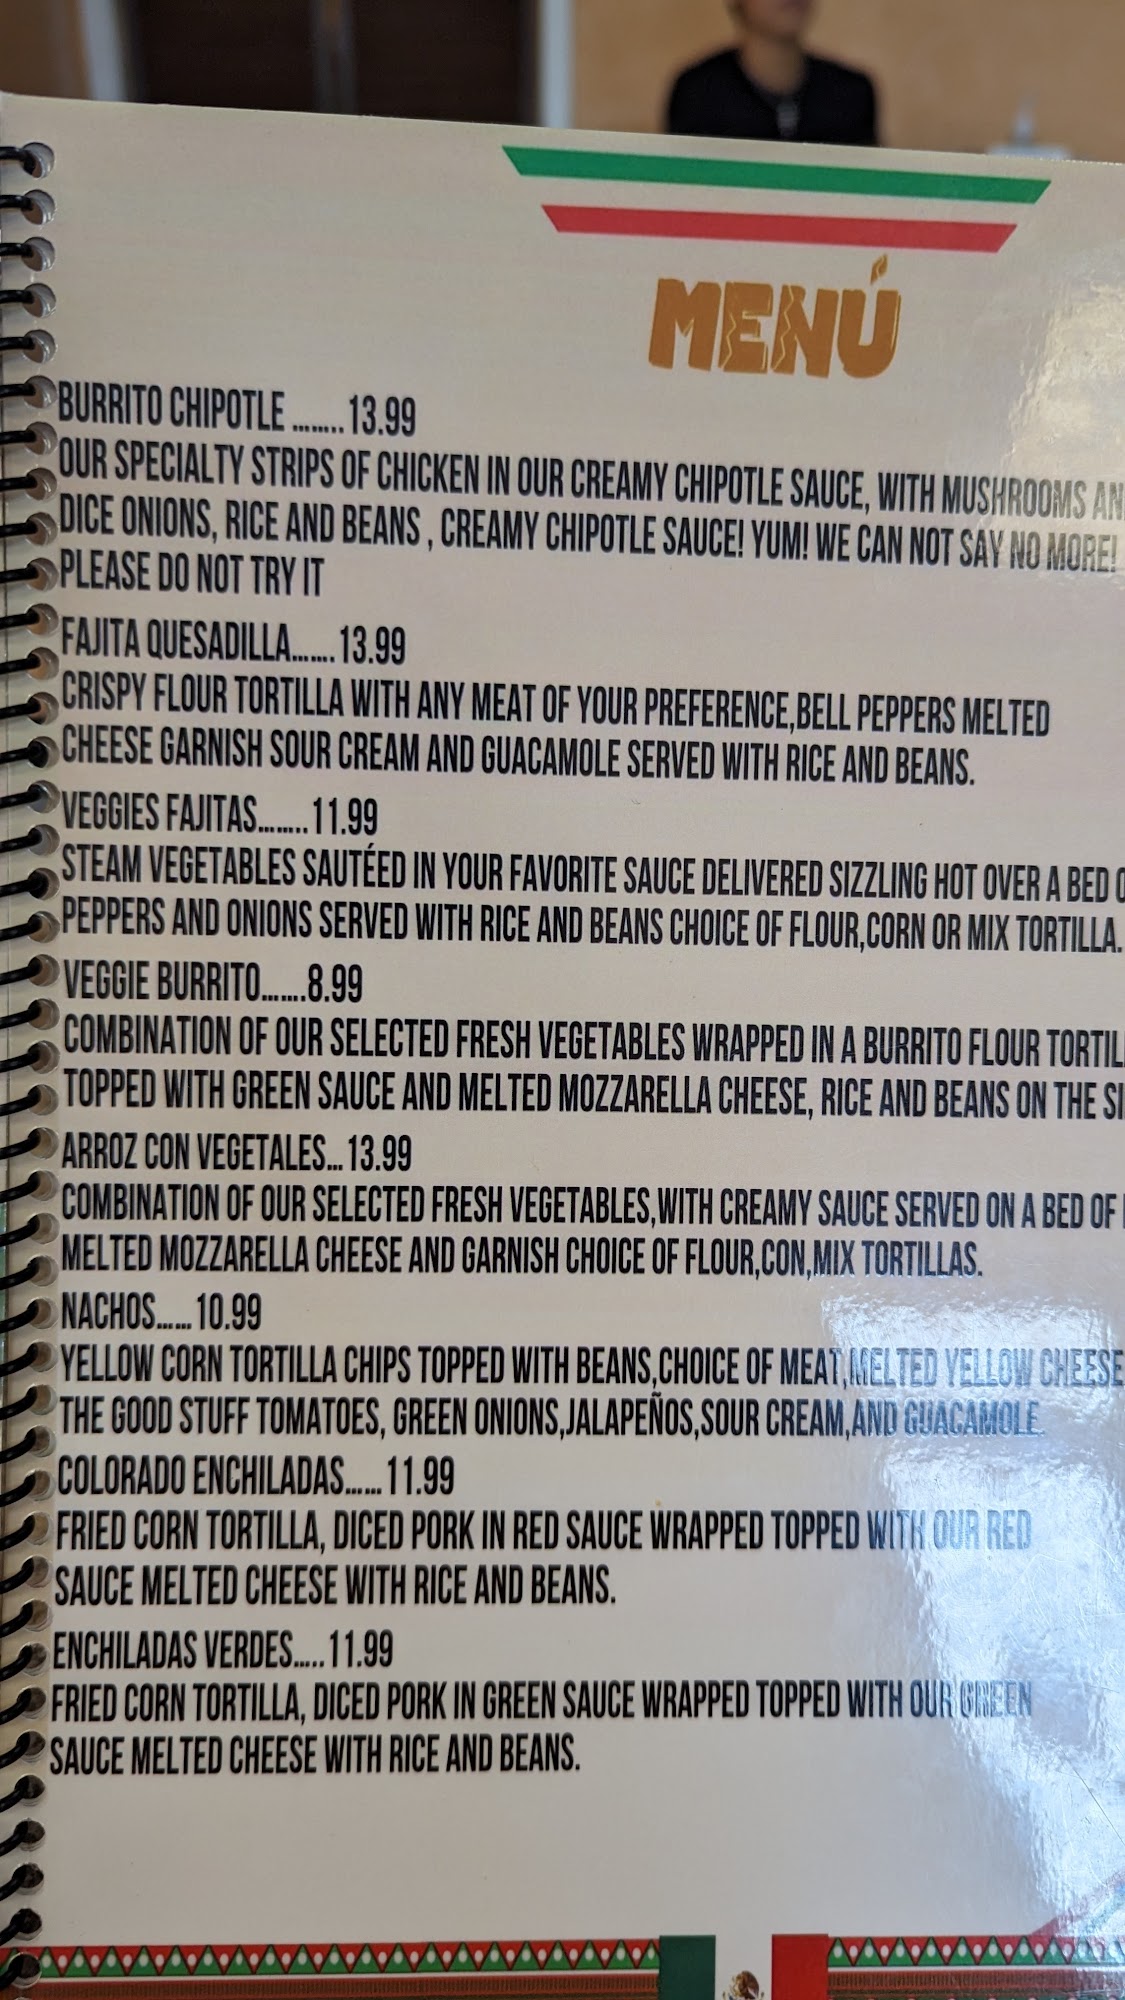 MENÚ
BURRITO CHIPOTLE ........ 13.99
OUR SPECIALTY STRIPS OF CHICKEN IN OUR CREAMY CHIPOTLE SAUCE, WITH MUSHROOMS
DICE ONIONS, RICE AND BEANS , CREAMY CHIPOTLE SAUCE! YUM! WE CAN NOT SAY NO MORE!
PLEASE DO NOT TRY IT
FAJITA QUESADILLA....... 13.99
CRISPY FLOUR TORTILLA WITH ANY MEAT OF YOUR PREFERENCE,BELL PEPPERS MELTED
CHEESE GARNISH SOUR CREAM AND GUACAMOLE SERVED WITH RICE AND BEANS.
VEGGIES FAJITAS........ 11.99
STEAM VEGETABLES SAUTÉED IN YOUR FAVORITE SAUCE DELIVERED SIZZLING HOT OVER A BED
PEPPERS AND ONIONS SERVED WITH RICE AND BEANS CHOICE OF FLOUR,CORN OR MIX TORTILLA.
VEGGIE BURRITO.......8.99
COMBINATION OF OUR SELECTED FRESH VEGETABLES WRAPPED IN A BURRITO FLOUR
TOPPED WITH GREEN SAUCE AND MELTED MOZZARELLA CHEESE, RICE AND BEANS ON THE
ARROZ CON VEGETALES... 13.99
COMBINATION OF OUR SELECTED FRESH VEGETABLES,WITH CREAMY SAUCE SERVED ON A BED OF
MELTED MOZZARELLA CHEESE AND GARNISH CHOICE OF FLOUR,CON,MIX TORTILLAS.
NACHOS...... 10.99
YELLOW CORN TORTILLA CHIPS TOPPED WITH BEANS,CHOICE OF MEAT,MELTED YELLOW CHEESE
THE GOOD STUFF TOMATOES, GREEN ONIONS,JALAPEÑOS,SOUR CREAM,AND GUACAMOLE.
COLORADO ENCHILADAS...... 11.99
FRIED CORN TORTILLA, DICED PORK IN RED SAUCE WRAPPED TOPPED WITH OUR RED
SAUCE MELTED CHEESE WITH RICE AND BEANS.
ENCHILADAS VERDES..... 11.99
FRIED CORN TORTILLA, DICED PORK IN GREEN SAUCE WRAPPED TOPPED WITH OUR GREEN
SAUCE MELTED CHEESE WITH RICE AND BEANS.